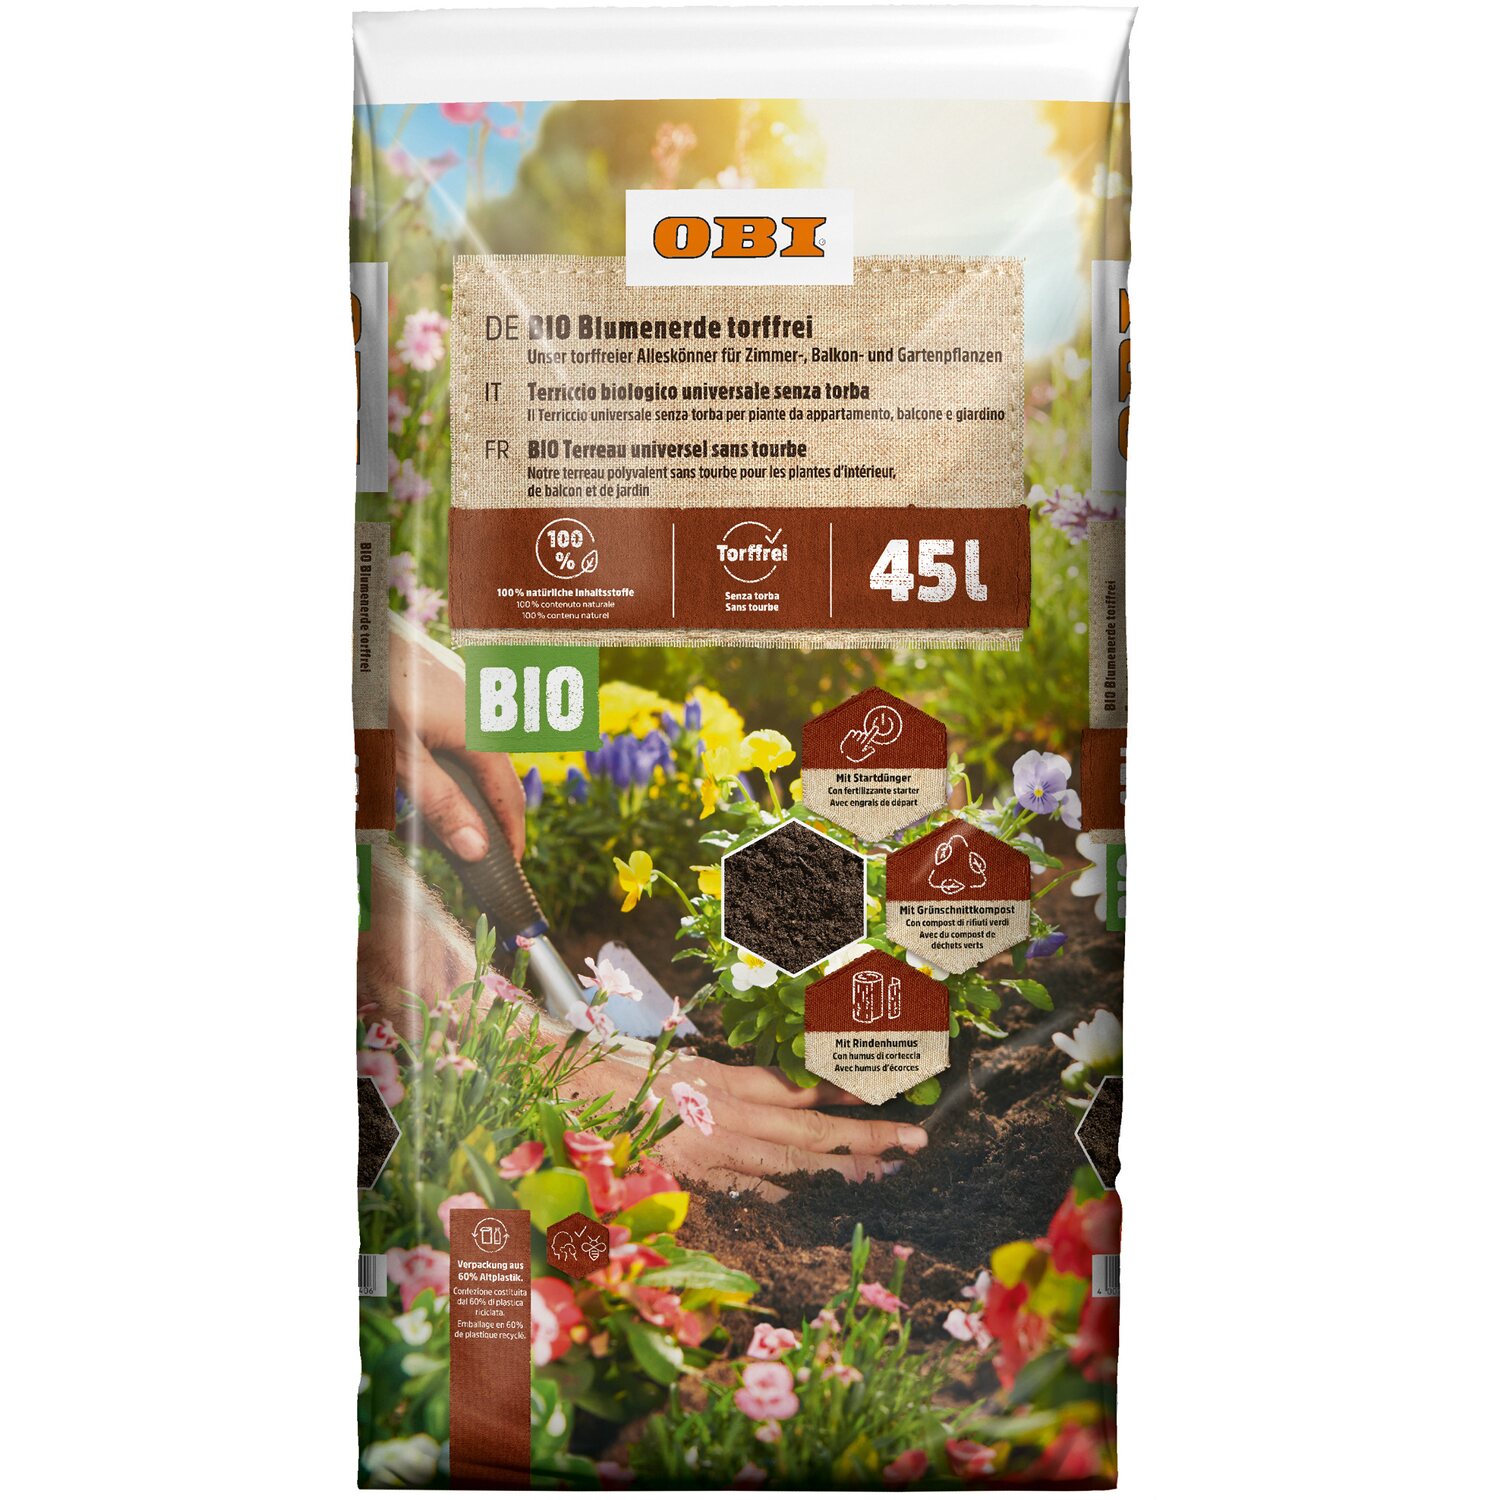 OBI
DE BIO Blumenerde torffrei
Unser torffreier Alleskönner für Zimmer-, Balkon- und Gartenpflanzen
IT Terriccio biologico universale senza torba
Il Terriccio universale senza torba per piante da appartamento, balcone e giardino
FR BIO Terreau universel sans tourbe
Notre terreau polyvalent sans tourbe pour les plantes d'intérieur,
de balcon et de jardin
100
%
100% natürliche Inhaltsstoffe
100% contenuto naturale
100% contenu naturel
Torffrei
Senza torba
Sans tourbe
45l
BIO
Mit Startdünger
Con fertilizzante starter
Avec engrais de départ
Mit Grünschnittkompost
Con compost di rifiuti verdi
Avec du compost de
déchets verts
Mit Rindenhumus
Con humus di corteccia
Avec humus d'écorces
Verpackung aus
60% Altplastik.
Confezione costituita
dal 60% di plastica
riciclata.
Emballage en 60%
de plastique recyclé.
BIO Blumenerde torffrei
BIO Blumenerde torffrei